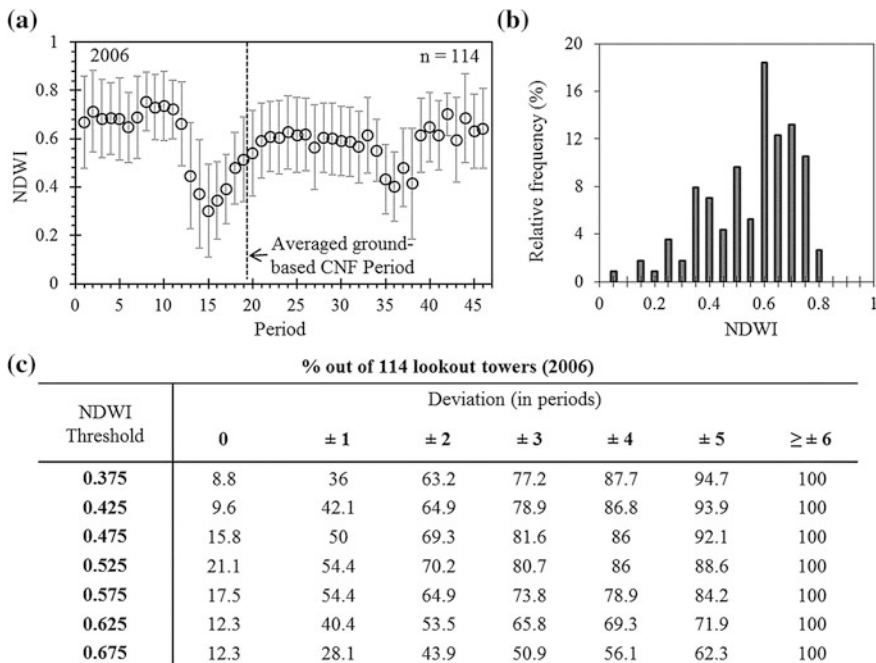 (a)
2006
n = 114
1
0.8
0.6
0.4
0.2
0
NDWI
Averaged ground-
based CNF Period
0 5 10 15 20 25 30 35 40 45
Period
(b)
20
16
12
8
4
0
Relative frequency (%)
0 0.2 0.4 0.6 0.8 1
NDWI
(c)
% out of 114 lookout towers (2006)
NDWI
Threshold
Deviation (in periods)
0 ± 1 ± 2 ± 3 ± 4 ± 5 ≥ ± 6
0.375 8.8 36 63.2 77.2 87.7 94.7 100
0.425 9.6 42.1 64.9 78.9 86.8 93.9 100
0.475 15.8 50 69.3 81.6 86 92.1 100
0.525 21.1 54.4 70.2 80.7 86 88.6 100
0.575 17.5 54.4 64.9 73.8 78.9 84.2 100
0.625 12.3 40.4 53.5 65.8 69.3 71.9 100
0.675 12.3 28.1 43.9 50.9 56.1 62.3 100